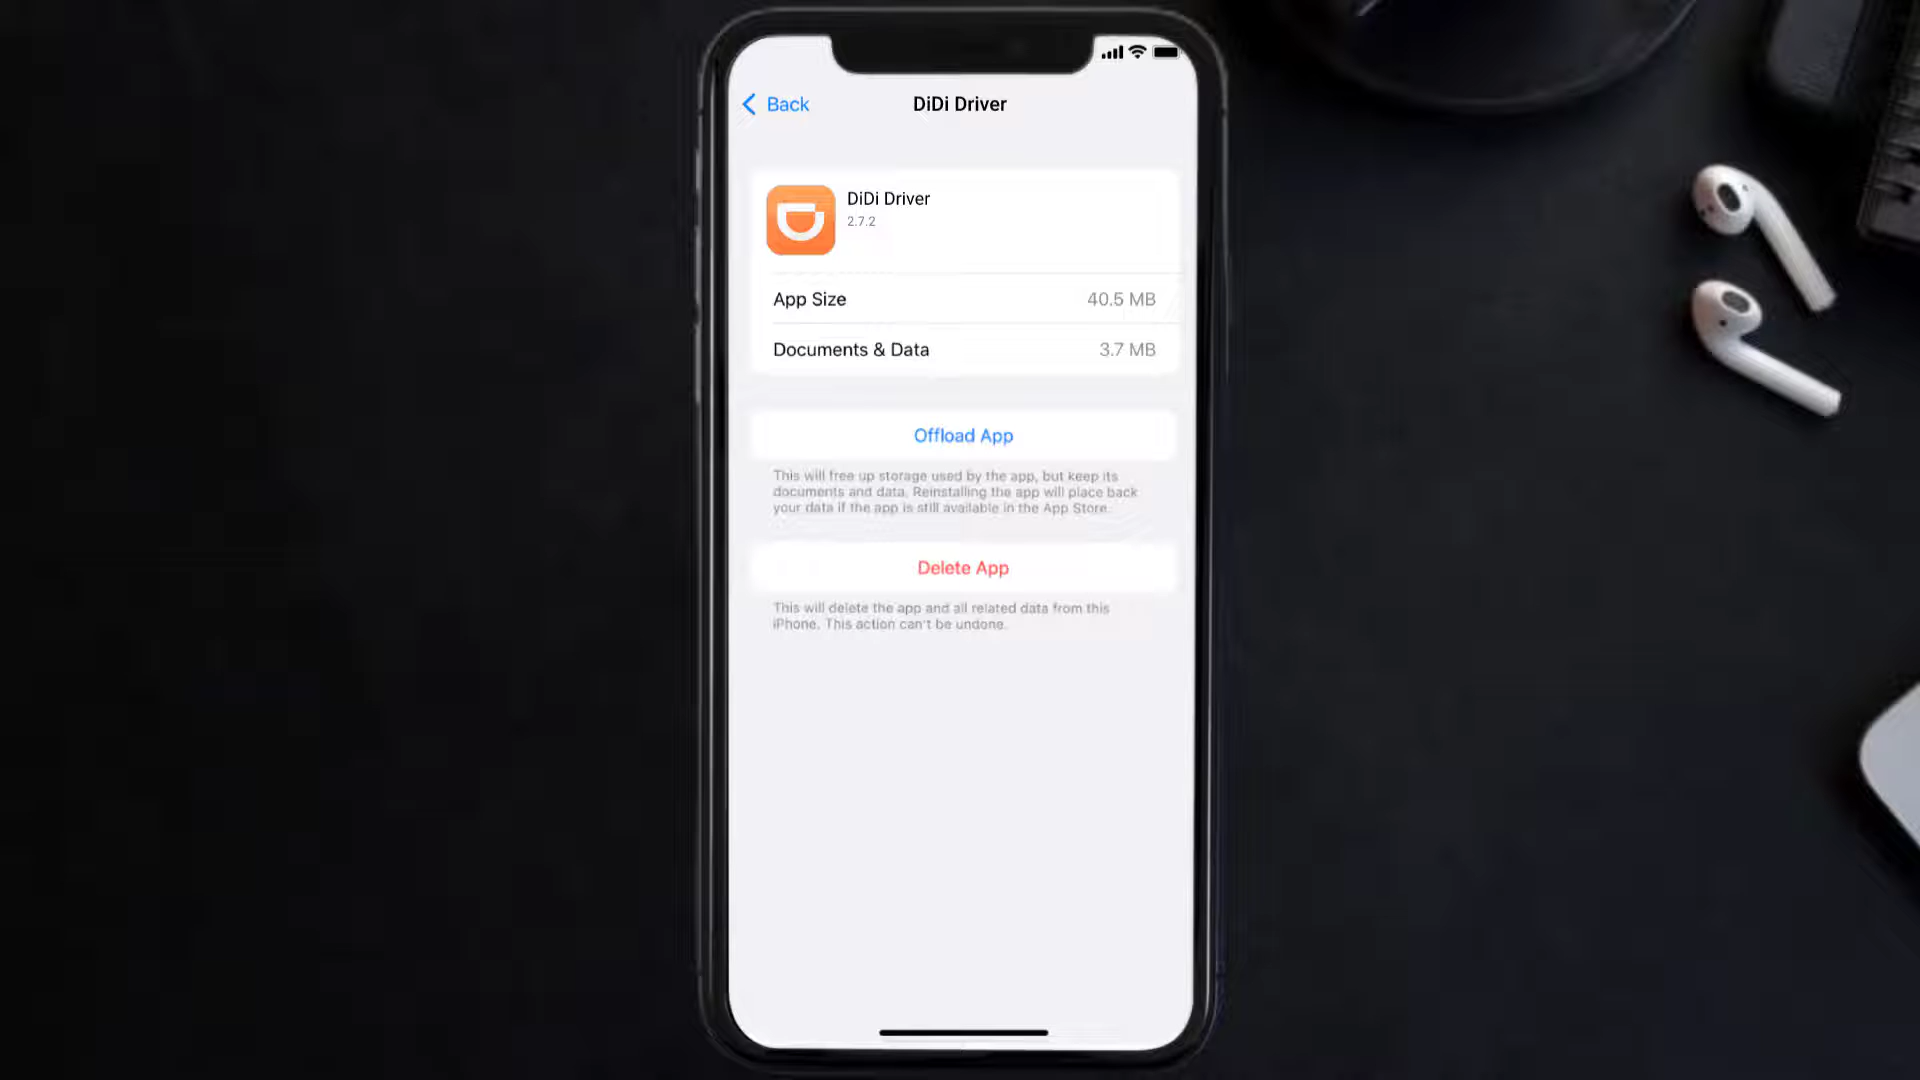 Back
DiDi Driver
DiDi Driver
2.7.2
App Size 40.5 MB
Documents & Data 3.7 MB
Offload App
This will free up storage used by the app, but keep its
documents and data. Reinstalling the app will place back
your data if the app is still available in the App Store.
Delete App
This will delete the app and all related data from this
iPhone. This action can't be undone.